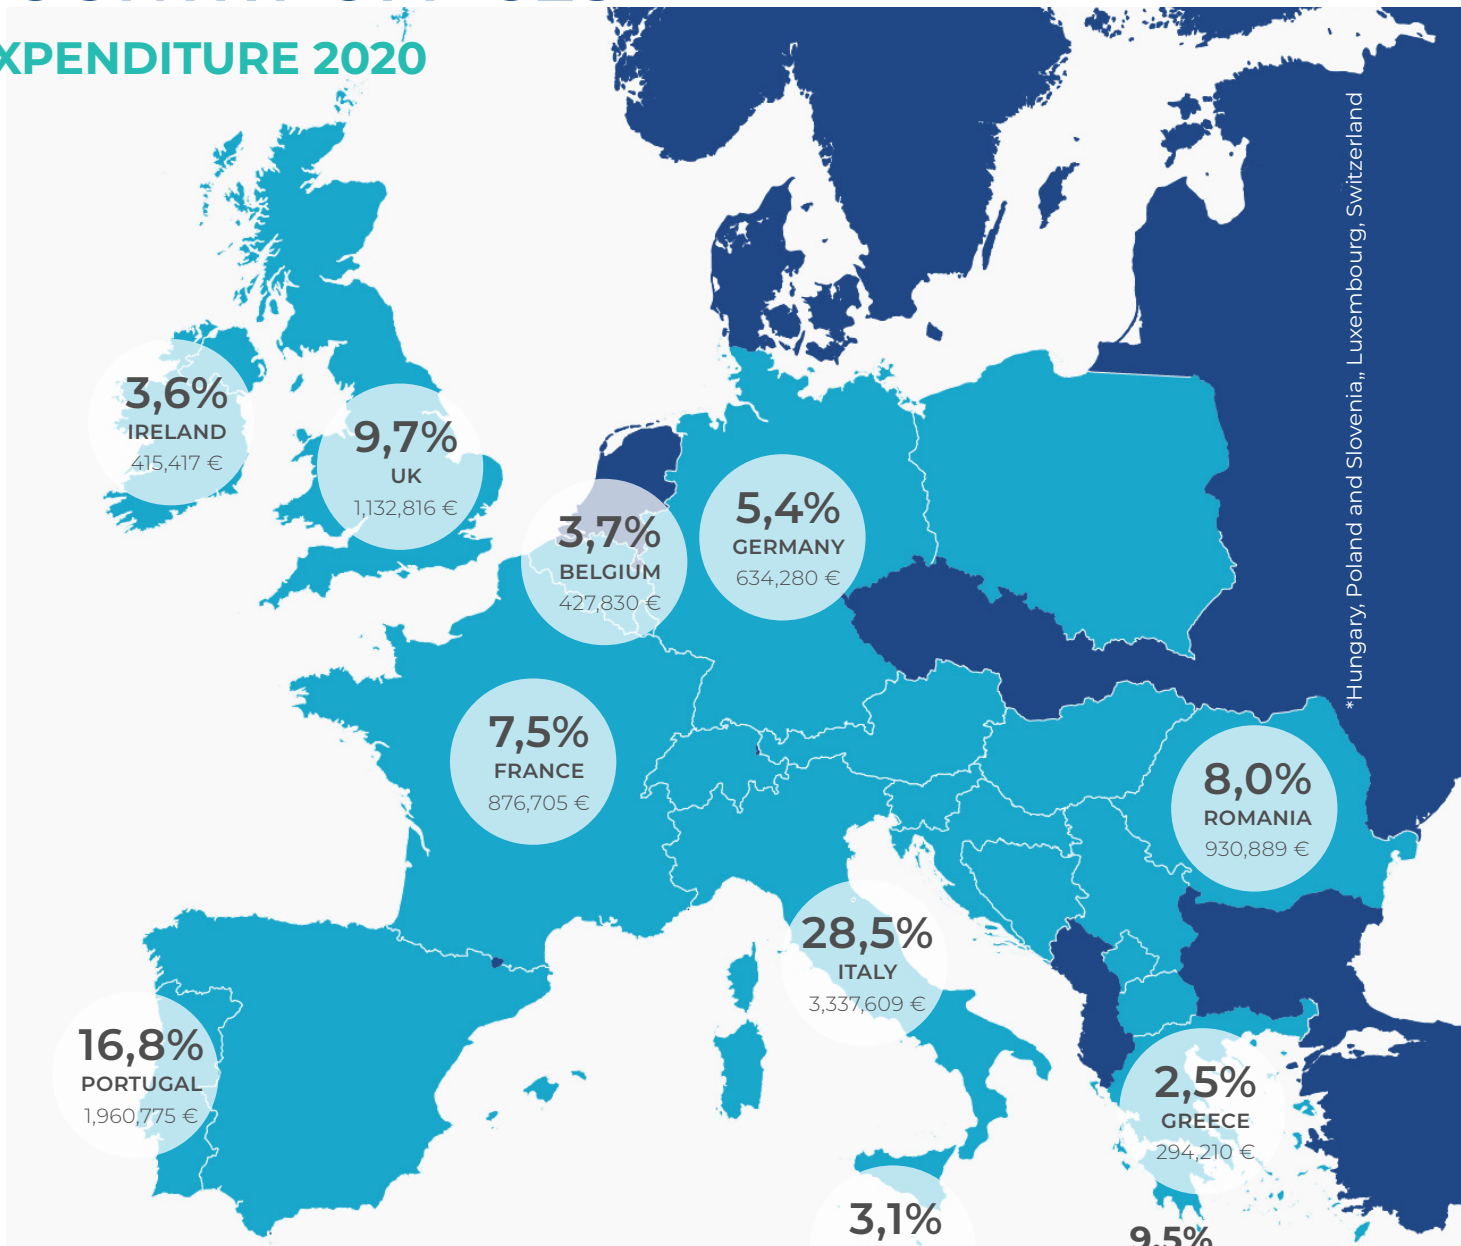 XPENDITURE 2020
*Hungary, Poland and Slovenia,, Luxembourg, Switzerland
3,6%
IRELAND
415,417 €
9,7%
UK
1,132,816 €
3,7%
BELGIUM
427,830 €
5,4%
GERMANY
634,280 €
7,5%
FRANCE
876,705 €
8,0%
ROMANIA
930,889 €
28,5%
ITALY
3,337,609 €
16,8%
PORTUGAL
1,960,775 €
2,5%
GREECE
294,210 €
3,1%
9,5%